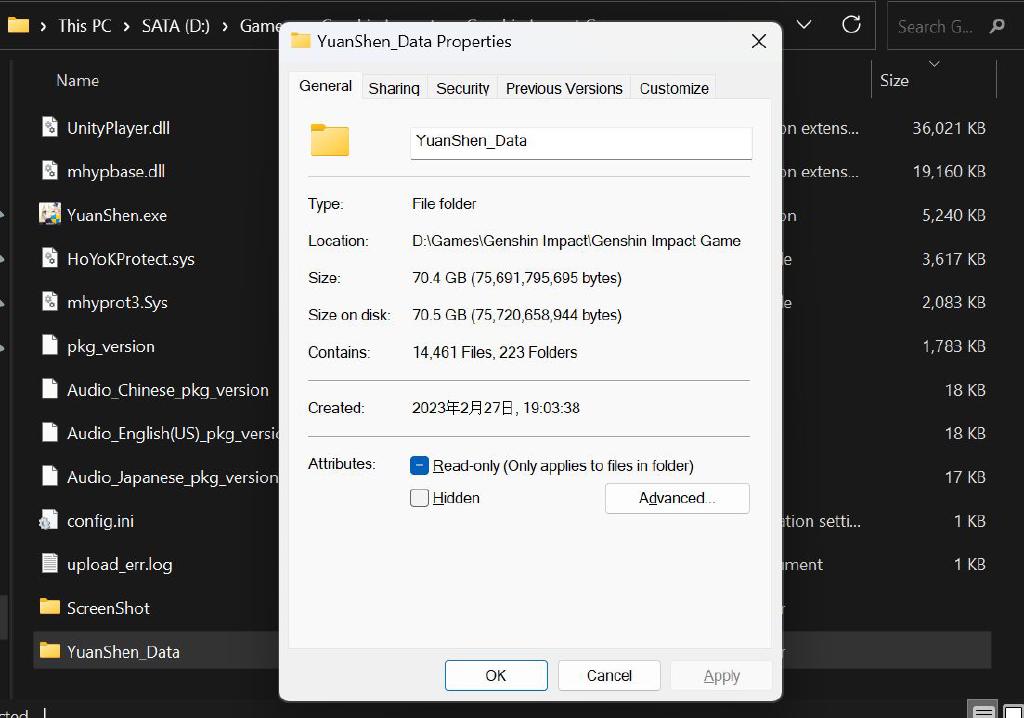 This PC > SATA (D:) > Game
Search G...
YuanShen_Data Properties
General Sharing Security Previous Versions Customize
YuanShen_Data
Type: File folder
Location: D:\Games\Genshin Impact\Genshin Impact Game
Size: 70.4 GB (75,691,795,695 bytes)
Size on disk: 70.5 GB (75,720,658,944 bytes)
Contains: 14,461 Files, 223 Folders
Created: 2023年2月27日, 19:03:38
Attributes: Read-only (Only applies to files in folder)
Hidden Advanced...
OK Cancel Apply
Name Size
UnityPlayer.dll on extens... 36,021 KB
mhypbase.dll on extens... 19,160 KB
YuanShen.exe on 5,240 KB
HoYoKProtect.sys e 3,617 KB
mhyprot3.Sys e 2,083 KB
pkg_version 1,783 KB
Audio_Chinese_pkg_version 18 KB
Audio_English(US)_pkg_versi 18 KB
Audio_Japanese_pkg_version 17 KB
config.ini ation setti... 1 KB
upload_err.log ment 1 KB
ScreenShot
YuanShen_Data